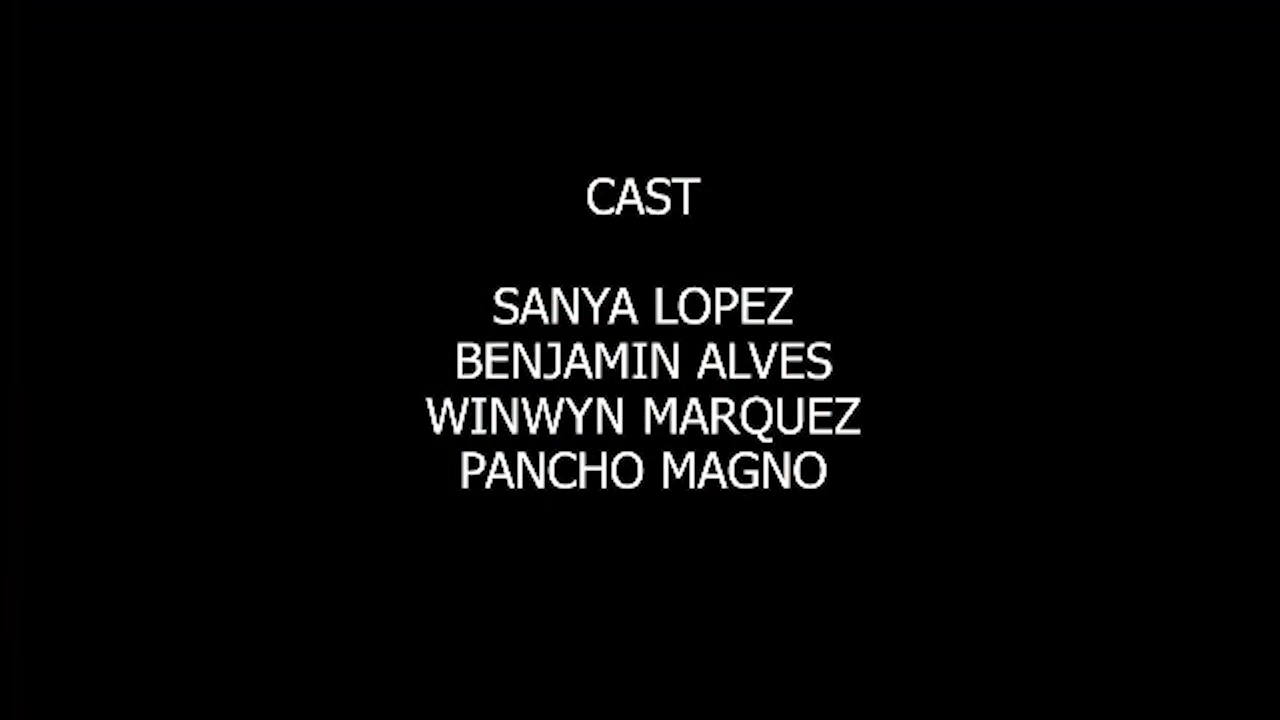 CAST
SANYA LOPEZ
BENJAMIN ALVES
WINWYN MARQUEZ
PANCHO MAGNO